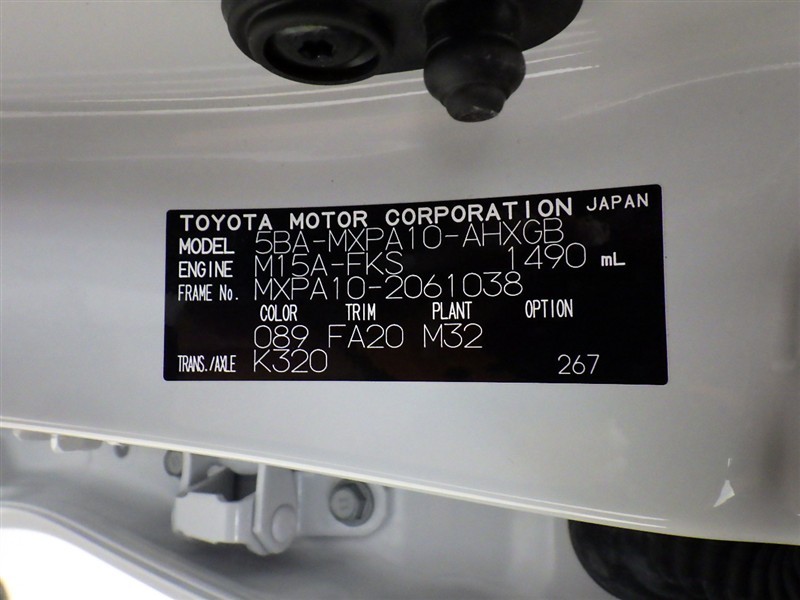 TOYOTA MOTOR CORPORATION JAPAN
MODEL 5BA-MXPA10-AHXGB
ENGINE M15A-FKS 1490 mL
FRAME No. MXPA10-2061038
COLOR TRIM PLANT OPTION
089 FA20 M32
TRANS./AXLE K320 267